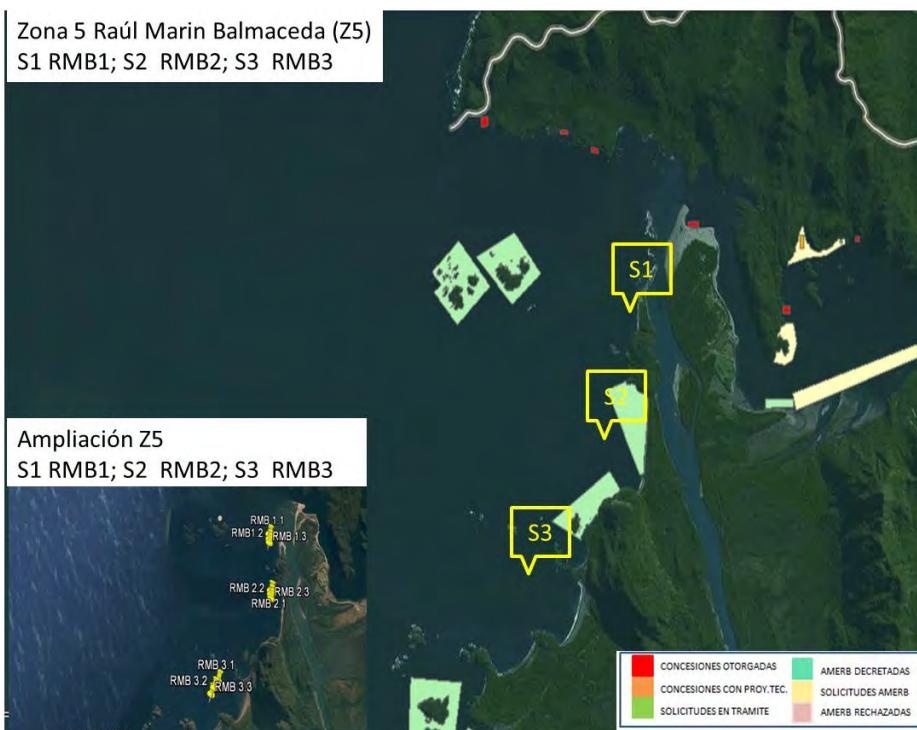 Zona 5 Raúl Marin Balmaceda (Z5)
S1 RMB1; S2 RMB2; S3 RMB3
S1
S2
S3
Ampliación Z5
S1 RMB1; S2 RMB2; S3 RMB3
RMB 1.1
RMB1.2
RMB 1.3
RMB 2.2
RMB 2.3
RMB 2.1
RMB 3.1
RMB 3.2
RMB 3.3
CONCESIONES OTORGADAS
CONCESIONES CON PROY.TEC.
SOLICITUDES EN TRAMITE
AMERB DECRETADAS
SOLICITUDES AMERB
AMERB RECHAZADAS